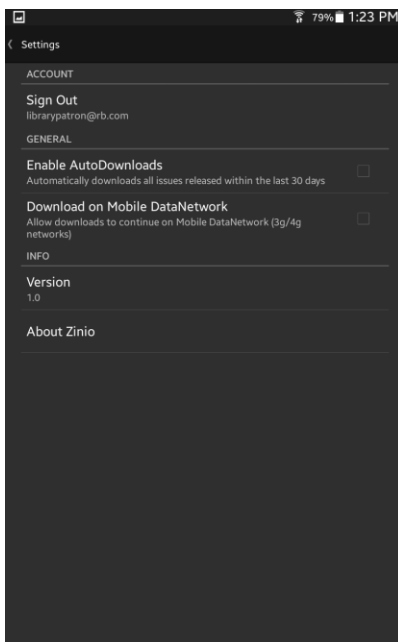 79% 1:23 PM
Settings
ACCOUNT
Sign Out
librarypatron@rb.com
GENERAL
Enable AutoDownloads
Automatically downloads all issues released within the last 30 days
Download on Mobile DataNetwork
Allow downloads to continue on Mobile DataNetwork (3g/4g
networks)
INFO
Version
1.0
About Zinio